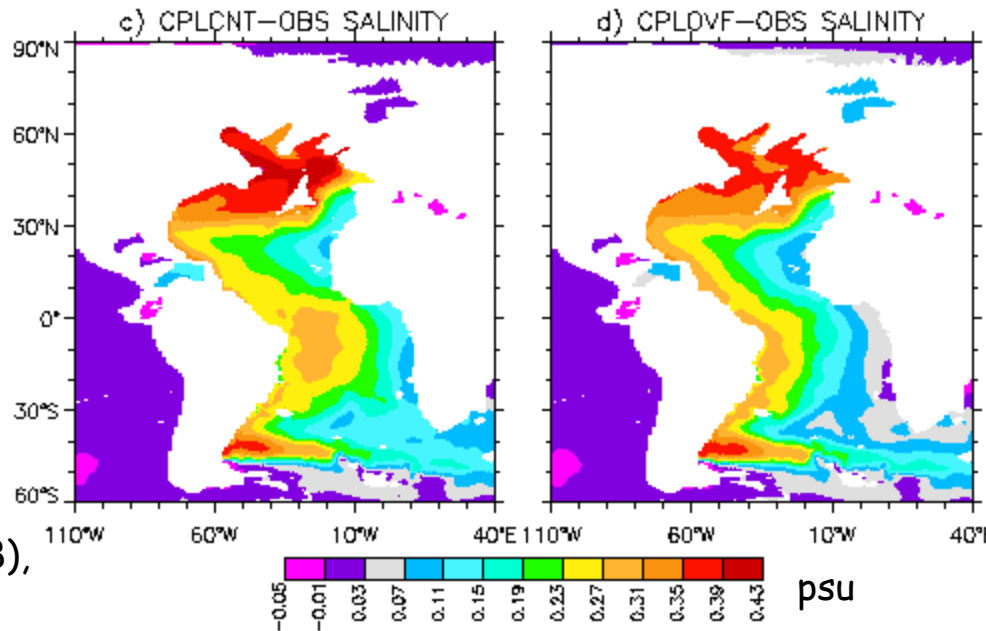 c) CPLCNT–OBS SALINITY
d) CPLOVF–OBS SALINITY
90°N
60°N
30°N
0°
30°S
60°S
110°W 60°W 10°W 40°E 110°W 60°W 10°W 40°E
),
-0.05 -0.01 0.03 0.07 0.11 0.15 0.19 0.23 0.27 0.31 0.35 0.39 0.43
psu